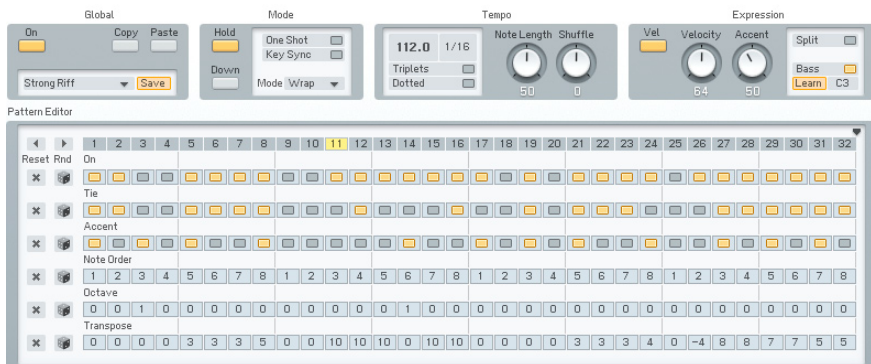 Global Mode Tempo Expression
On Copy Paste Hold One Shot Note Length Shuffle Vel Velocity Accent Split
112.0 1/16
Key Sync
Down Triplets Bass
Strong Riff Save Mode Wrap Dotted 50 0 64 50 Learn C3
Pattern Editor
1 2 3 4 5 6 7 8 9 10 11 12 13 14 15 16 17 18 19 20 21 22 23 24 25 26 27 28 29 30 31 32
Reset Rnd On
Tie
Accent
Note Order
1 2 3 4 5 6 7 8 1 2 3 4 5 6 7 8 1 2 3 4 5 6 7 8 1 2 3 4 5 6 7 8
Octave
0 0 1 0 0 0 0 0 0 0 0 0 0 1 0 0 0 0 0 0 0 0 0 0 0 0 0 0 0 0 0 0
Transpose
0 0 0 0 3 3 3 5 0 0 10 10 10 0 10 10 0 0 0 0 3 3 3 4 0 -4 8 8 7 7 5 5